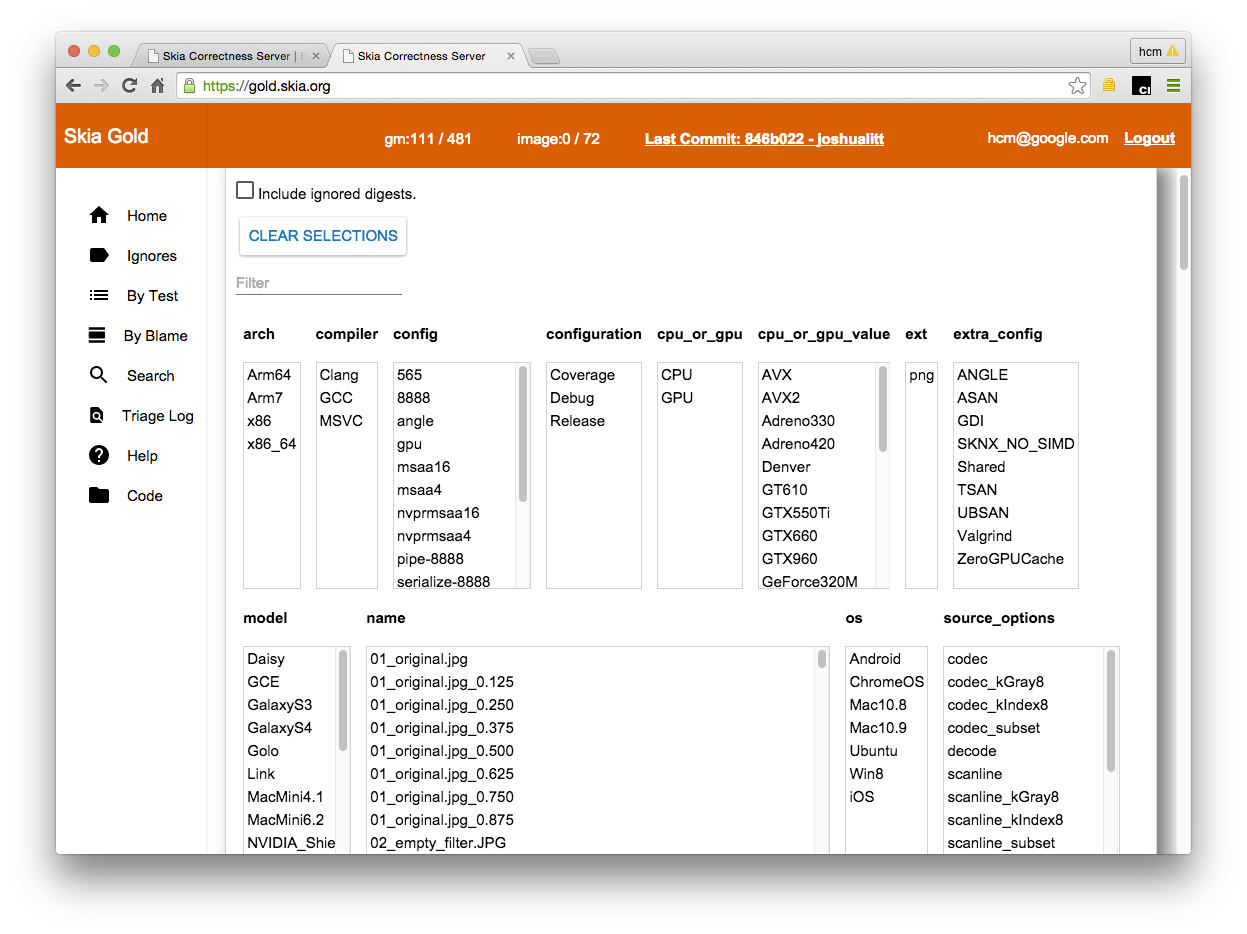 Skia Correctness Server |
Skia Correctness Server
hcm
https://gold.skia.org
Skia Gold
gm:111 / 481
image:0 / 72
Last Commit: 846b022 - joshualitt
hcm@google.com
Logout
Home
Ignores
By Test
By Blame
Search
Triage Log
Help
Code
Include ignored digests.
CLEAR SELECTIONS
Filter
arch
Arm64
Arm7
x86
x86_64
compiler
Clang
GCC
MSVC
config
565
8888
angle
gpu
msaa16
msaa4
nvprmsaa16
nvprmsaa4
pipe-8888
serialize-8888
configuration
Coverage
Debug
Release
cpu_or_gpu
CPU
GPU
cpu_or_gpu_value
AVX
AVX2
Adreno330
Adreno420
Denver
GT610
GTX550Ti
GTX660
GTX960
GeForce320M
ext
png
extra_config
ANGLE
ASAN
GDI
SKNX_NO_SIMD
Shared
TSAN
UBSAN
Valgrind
ZeroGPUCache
model
Daisy
GCE
GalaxyS3
GalaxyS4
Golo
Link
MacMini4.1
MacMini6.2
NVIDIA_Shie
name
01_original.jpg
01_original.jpg_0.125
01_original.jpg_0.250
01_original.jpg_0.375
01_original.jpg_0.500
01_original.jpg_0.625
01_original.jpg_0.750
01_original.jpg_0.875
02_empty_filter.JPG
os
Android
ChromeOS
Mac10.8
Mac10.9
Ubuntu
Win8
iOS
source_options
codec
codec_kGray8
codec_kIndex8
codec_subset
decode
scanline
scanline_kGray8
scanline_kIndex8
scanline_subset